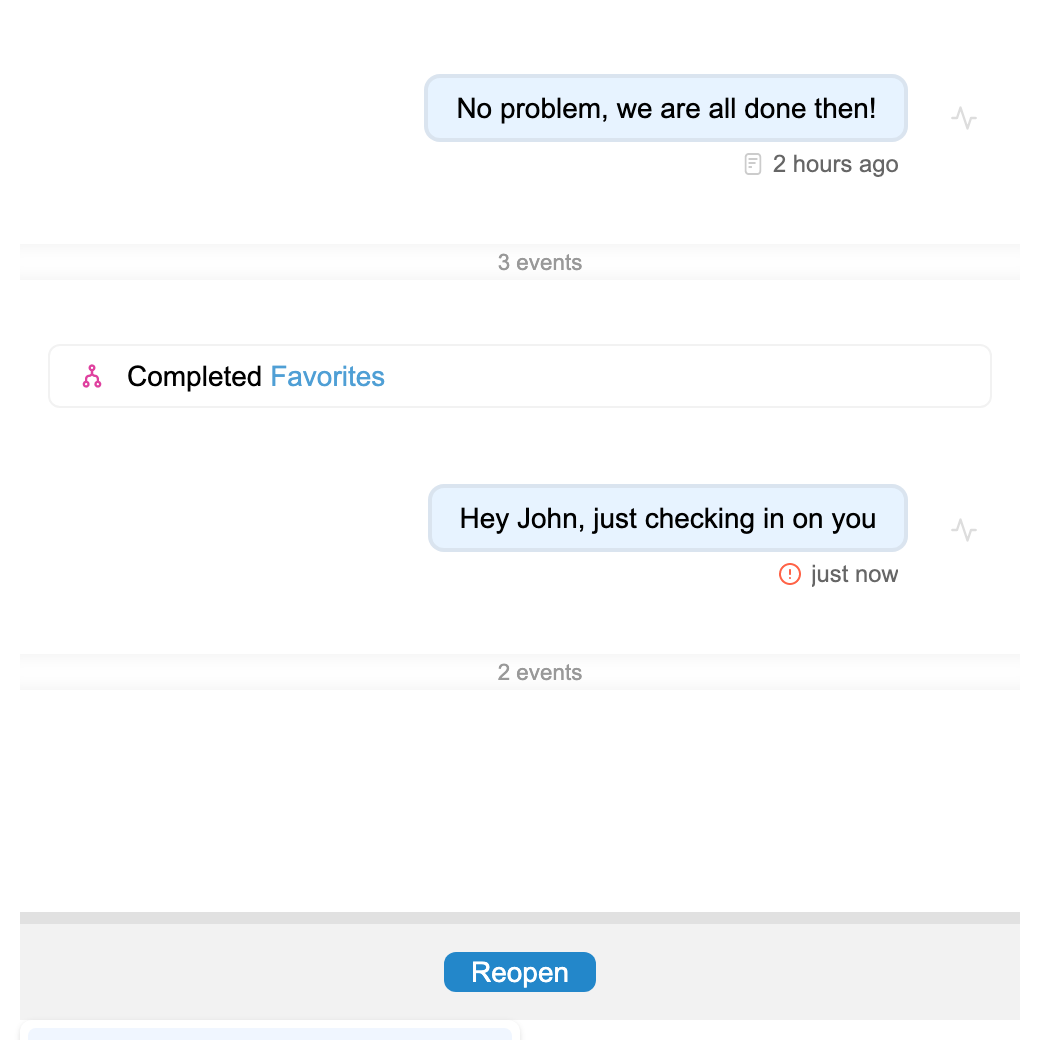 No problem, we are all done then!
2 hours ago
3 events
Completed Favorites
Hey John, just checking in on you
just now
2 events
Reopen